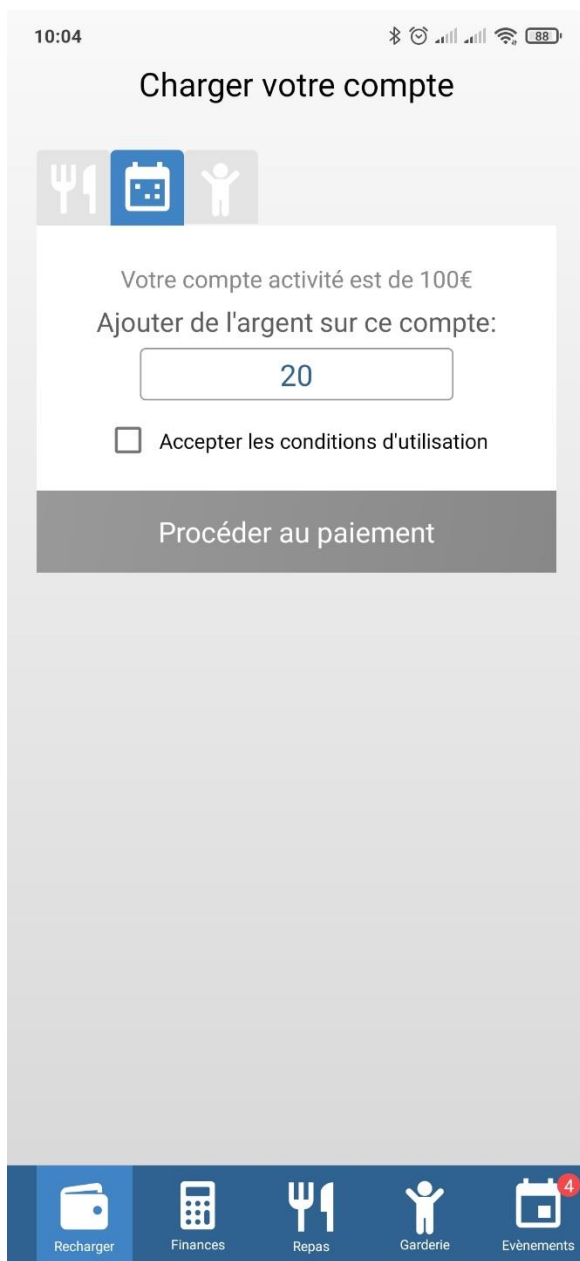 10:04
88
Charger votre compte
Votre compte activité est de 100€
Ajouter de l'argent sur ce compte:
20
Accepter les conditions d'utilisation
Procéder au paiement
4
Recharger Finances Repas Garderie Evènements